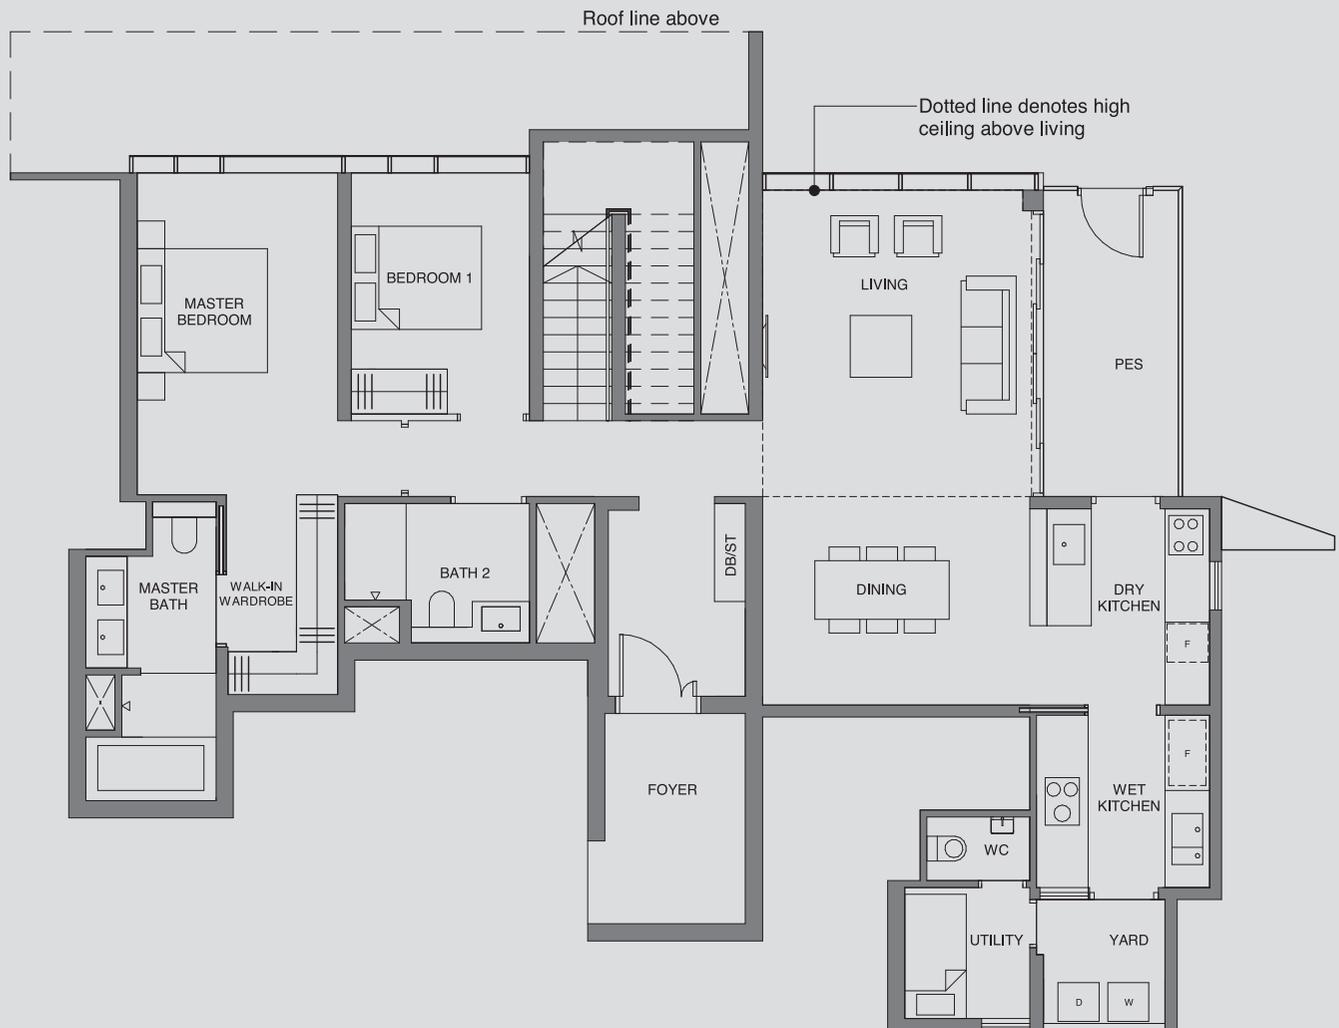 Roof line above
Dotted line denotes high
ceiling above living
BEDROOM 1
LIVING
MASTER
BEDROOM
PES
DB/ST
BATH 2
MASTER
BATH
WALK-IN
WARDROBE
DINING
DRY
KITCHEN
F
F
FOYER
WET
KITCHEN
WC
UTILITY
YARD
D
W